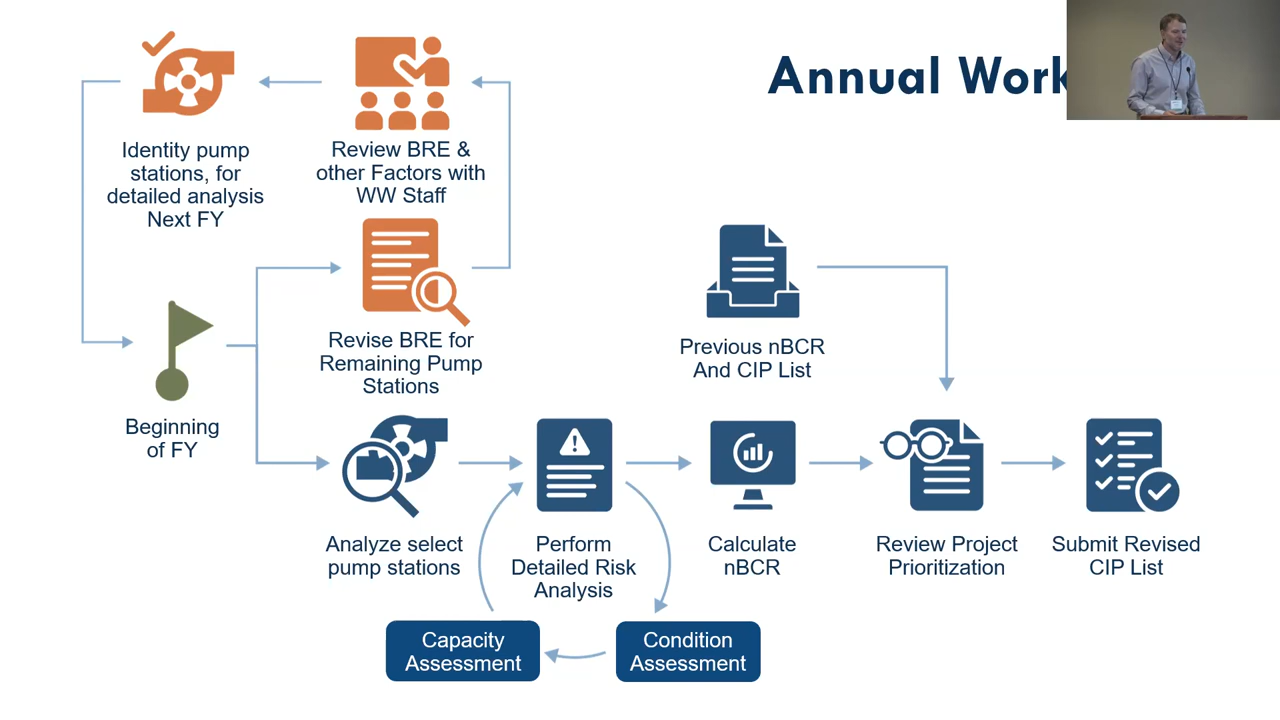 Annual Work
Identity pump
stations, for
detailed analysis
Next FY
Review BRE &
other Factors with
WW Staff
Revise BRE for
Remaining Pump
Stations
Beginning
of FY
Previous nBCR
And CIP List
Analyze select
pump stations
Perform
Detailed Risk
Analysis
Calculate
nBCR
Review Project
Prioritization
Submit Revised
CIP List
Capacity
Assessment
Condition
Assessment